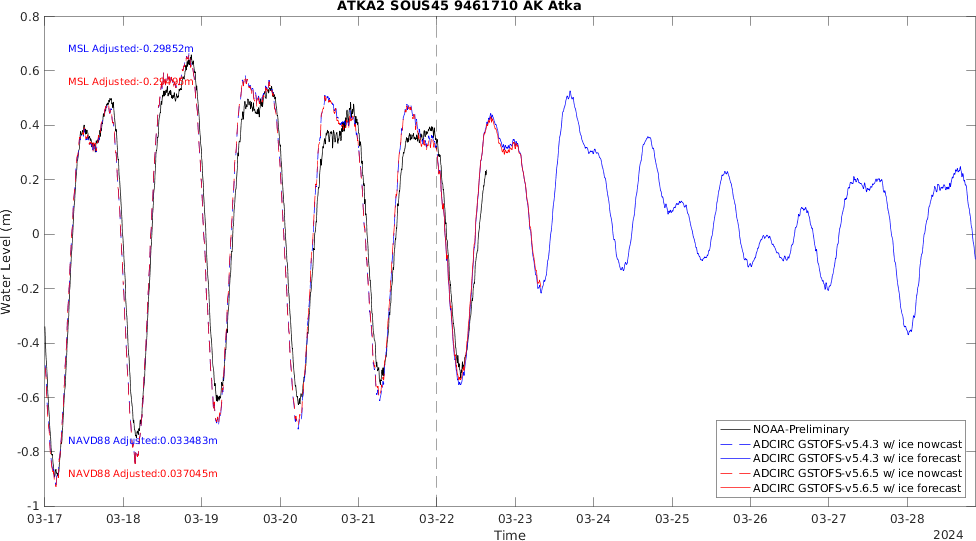 ATKA2 SOUS45 9461710 AK Atka
0.8
0.6
0.4
0.2
0
-0.2
-0.4
-0.6
-0.8
-1
Water Level (m)
MSL Adjusted:-0.29852m
MSL Adjusted:
NAVD88 Adjusted:0.033483m
NAVD88 Adjusted:0.037045m
NOAA-Preliminary
ADCIRC GSTOFS-v5.4.3 w/ ice nowcast
ADCIRC GSTOFS-v5.4.3 w/ ice forecast
ADCIRC GSTOFS-v5.6.5 w/ ice nowcast
ADCIRC GSTOFS-v5.6.5 w/ ice forecast
03-17 03-18 03-19 03-20 03-21 03-22 03-23 03-24 03-25 03-26 03-27 03-28
Time
2024